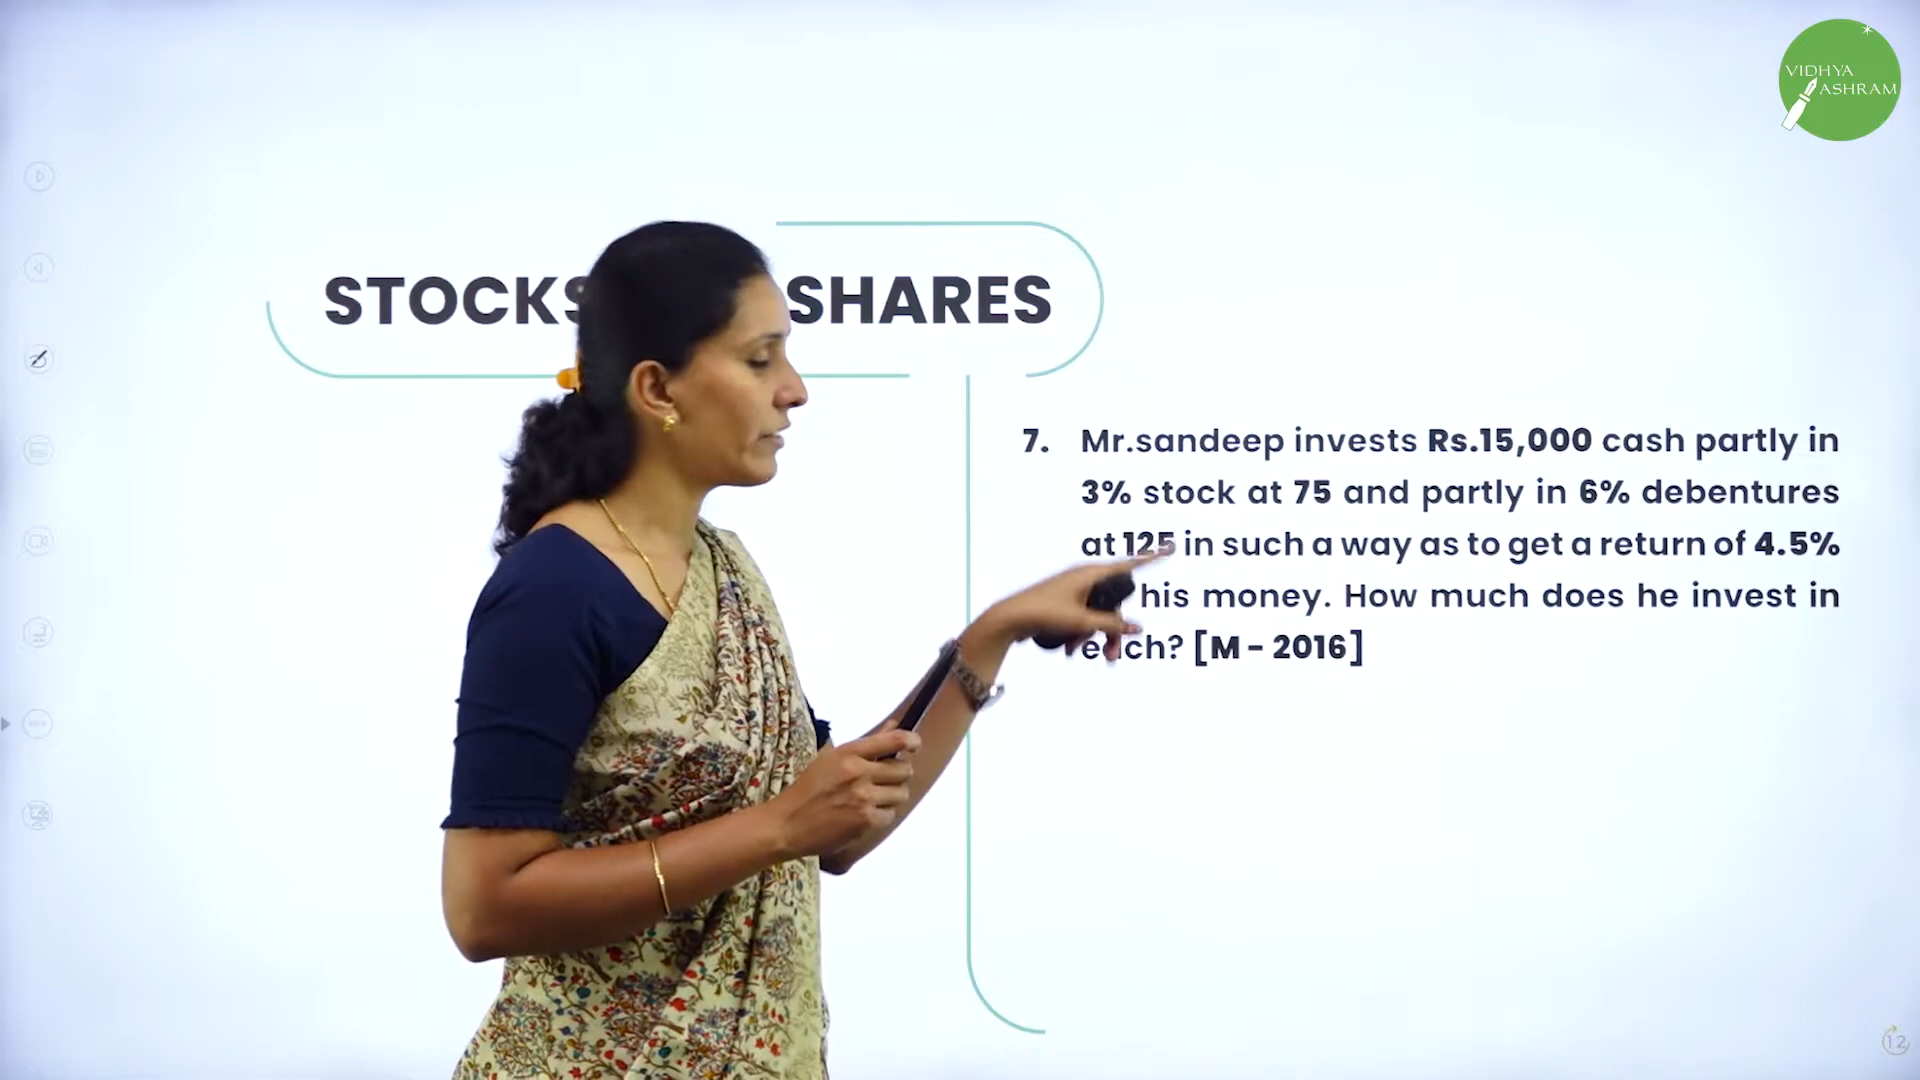 VIDHYA
ASHRAM
STOCKS SHARES
7. Mr.sandeep invests Rs.15,000 cash partly in
3% stock at 75 and partly in 6% debentures
at 125 in such a way as to get a return of 4.5%
his money. How much does he invest in
each? [M - 2016]
12